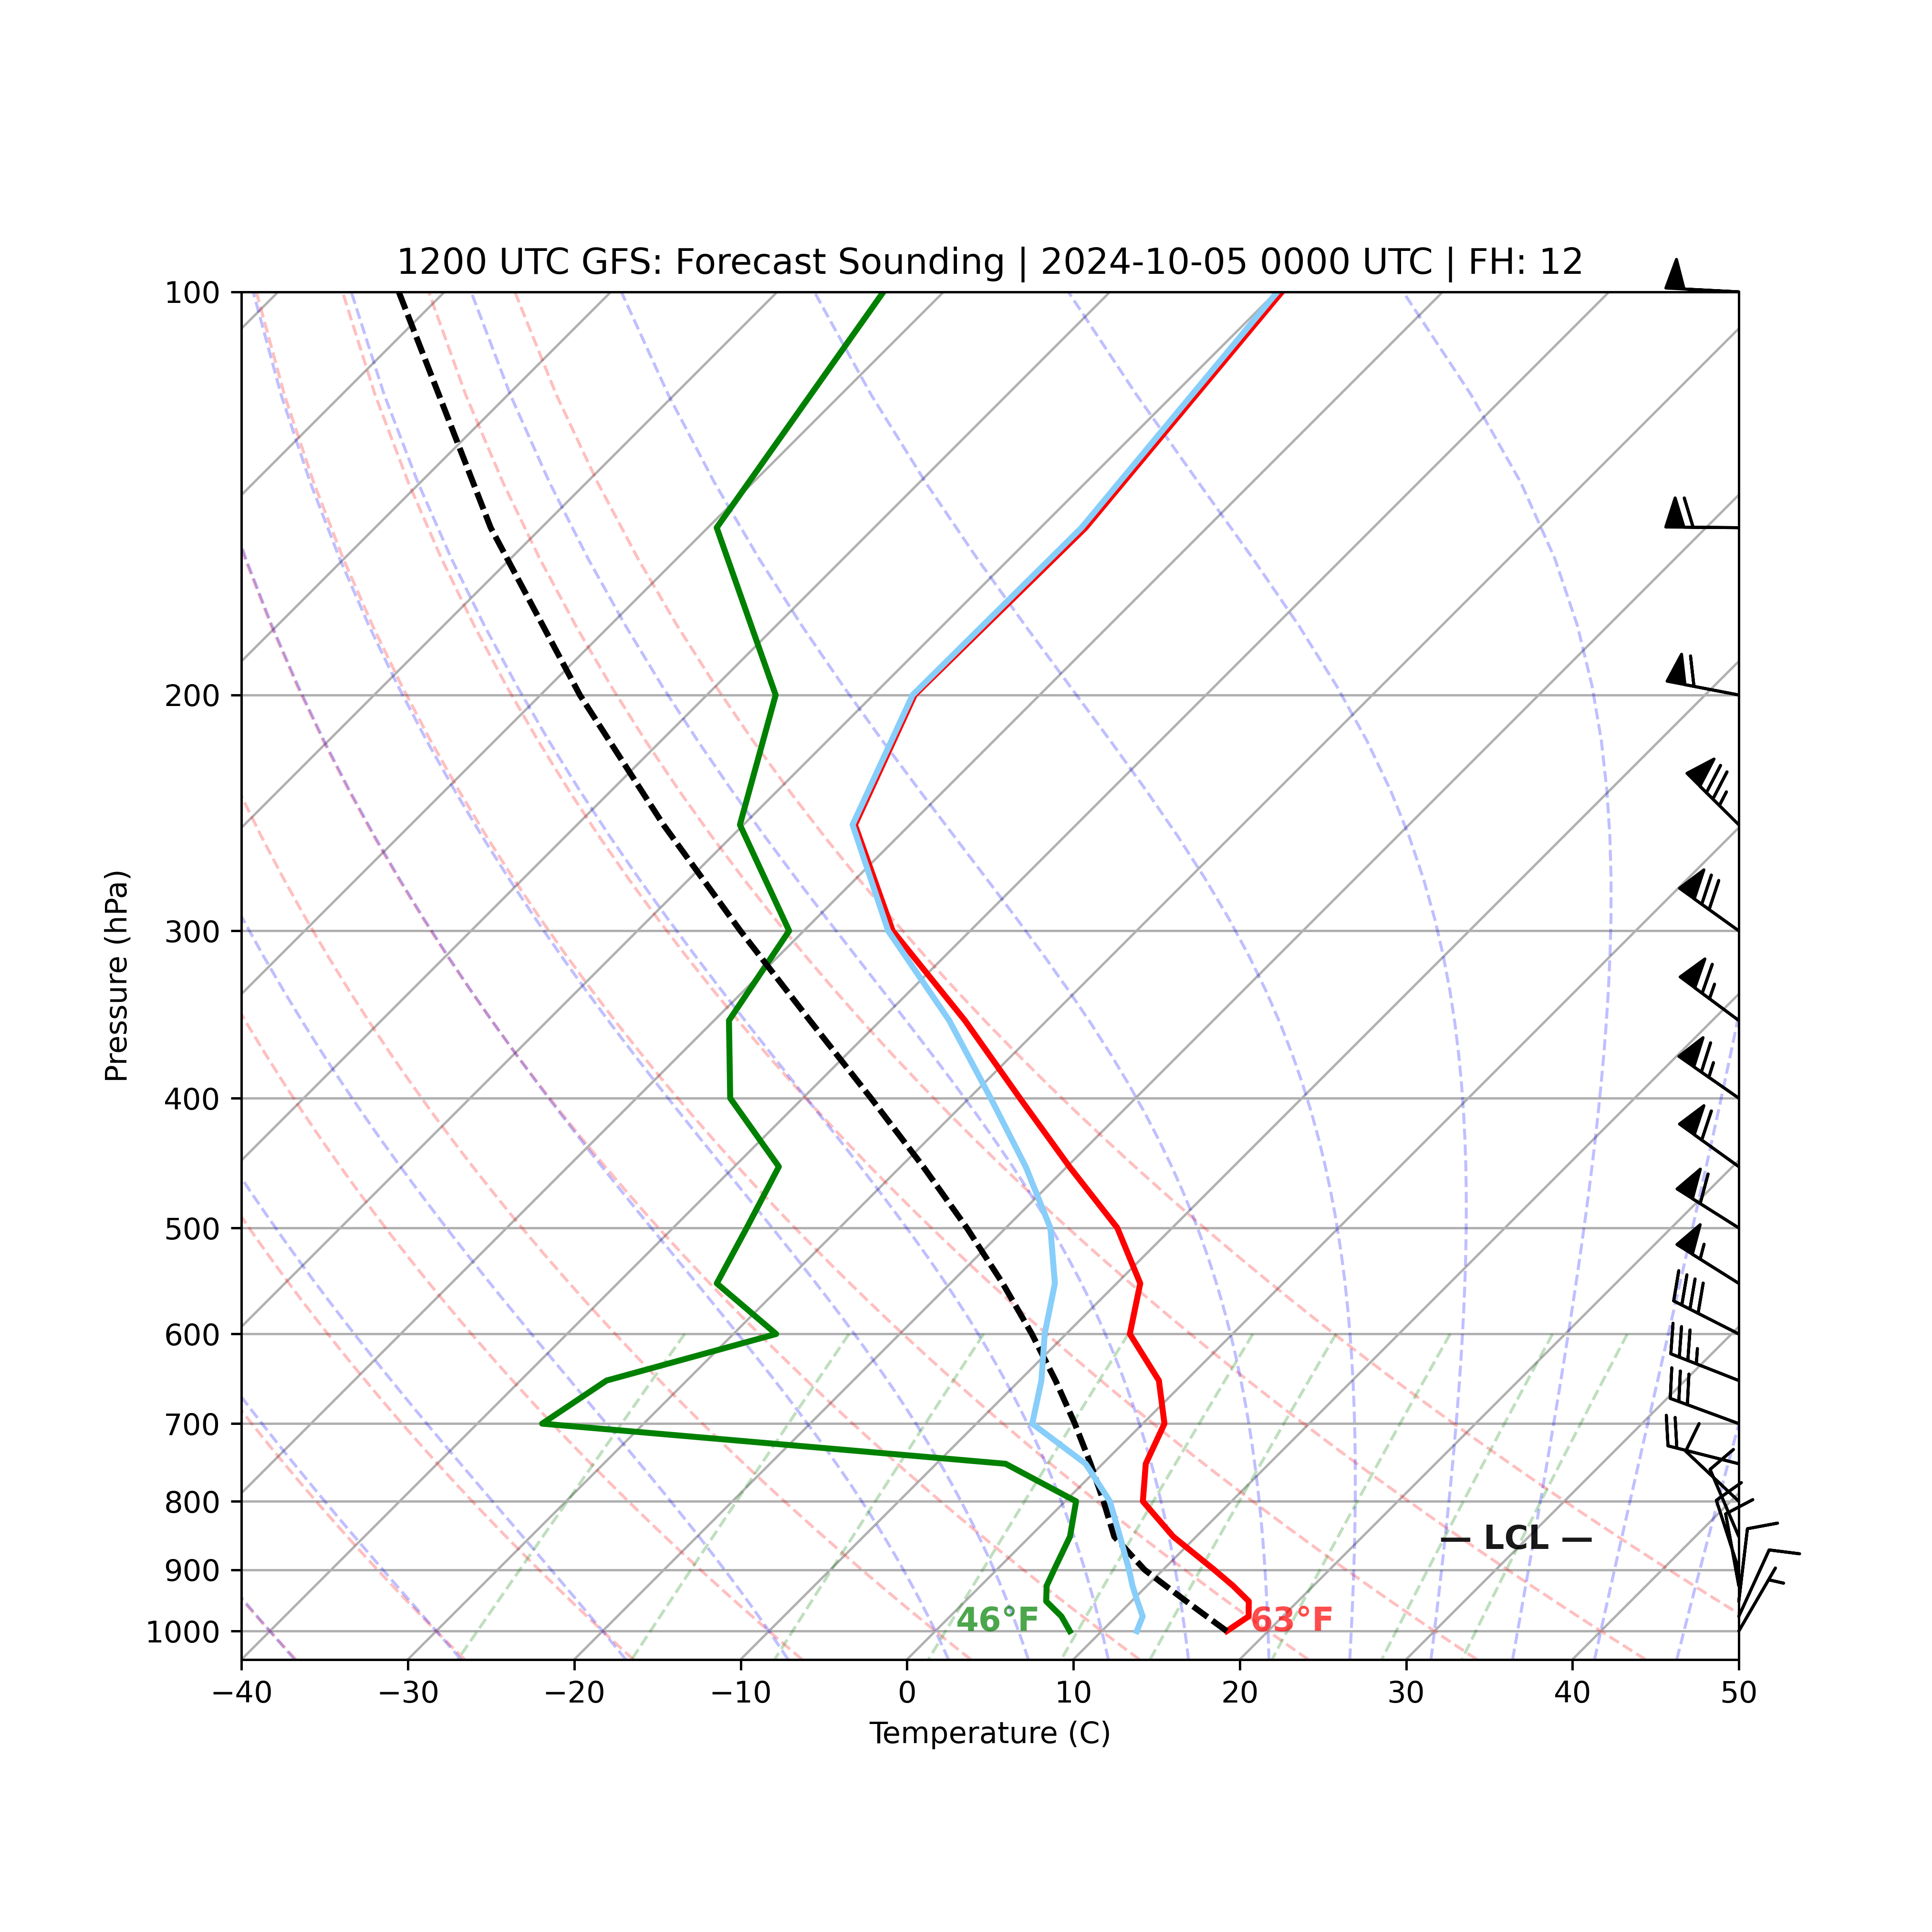 1200 UTC GFS: Forecast Sounding | 2024-10-05 0000 UTC | FH: 12
100
200
300
400
500
600
700
800
900
1000
Pressure (hPa)
— LCL —
46°F
63°F
−40 −30 −20 −10 0 10 20 30 40 50
Temperature (C)